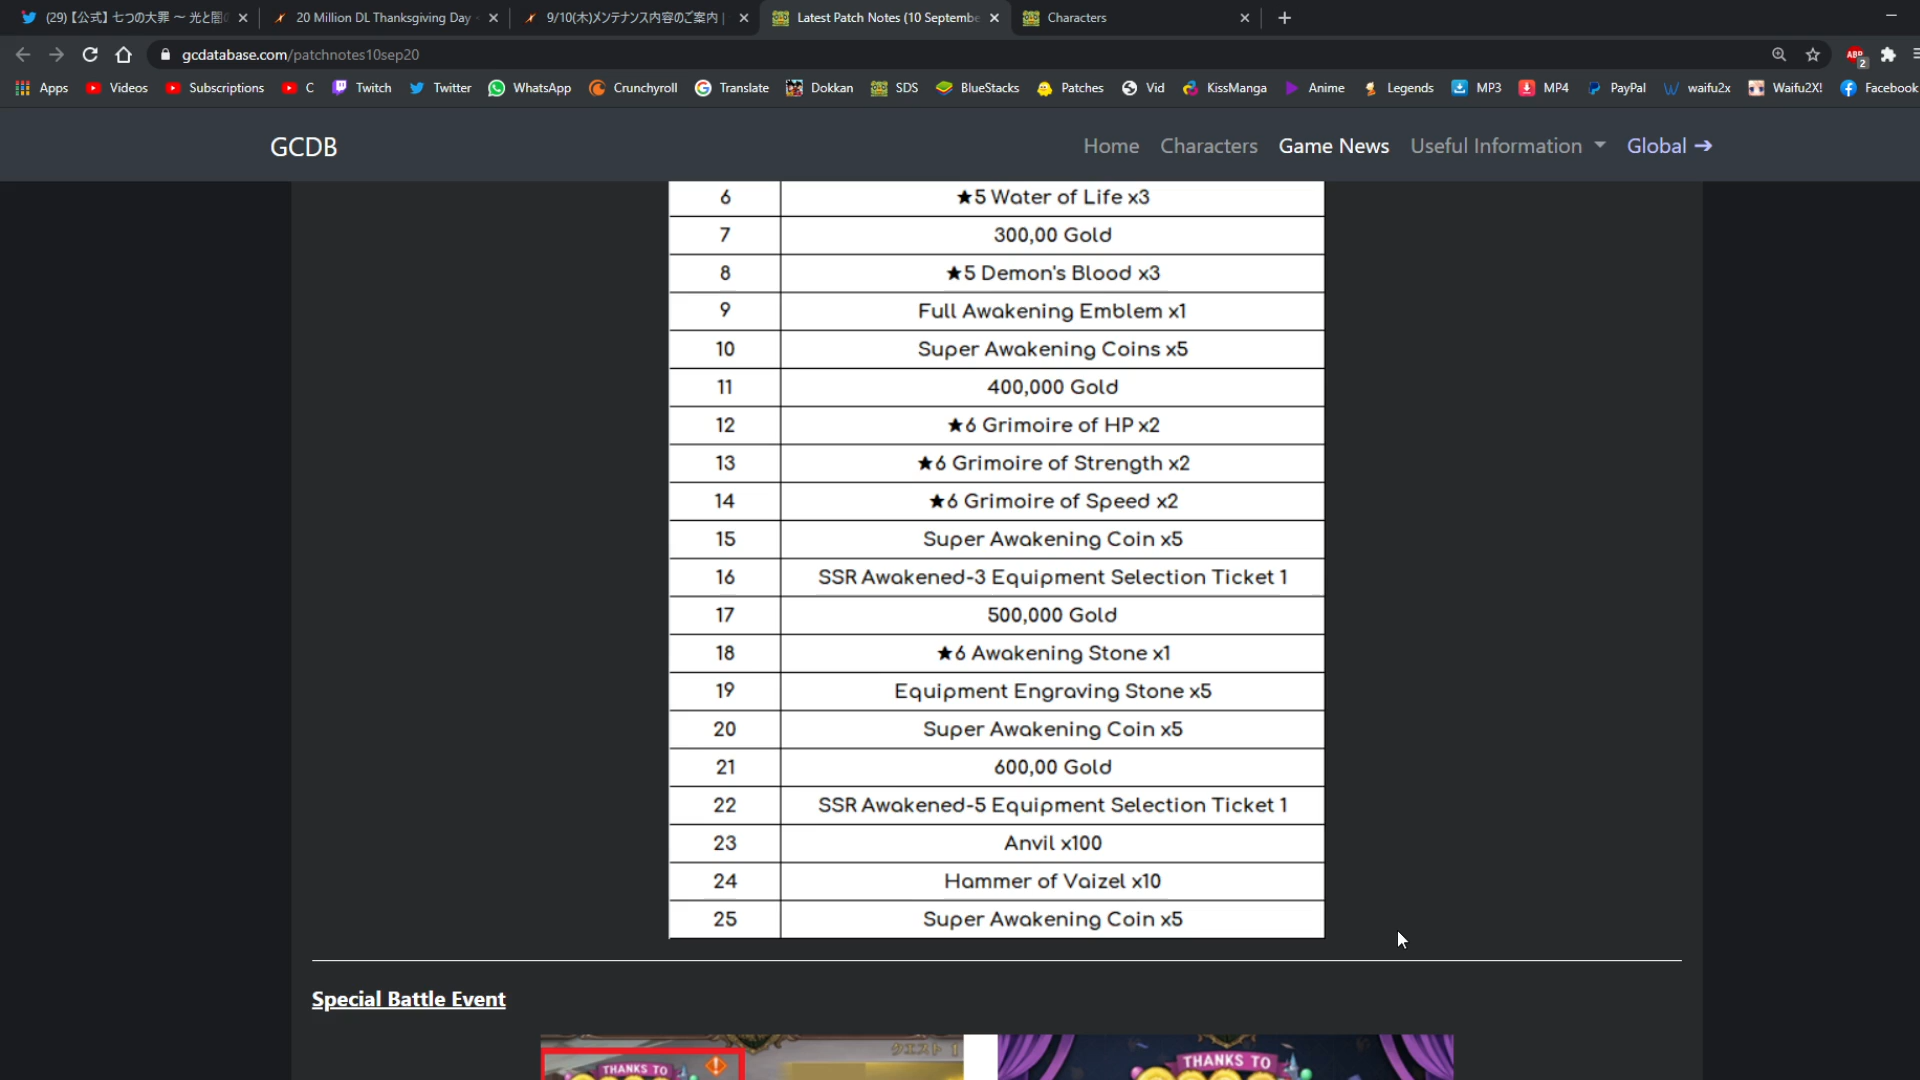 (29)【公式】七つの大罪 ～ 光と闇
20 Million DL Thanksgiving Day
9/10(木)メンテナンス内容のご案内 |
Latest Patch Notes (10 Septembe
Characters
gcdatabase.com/patchnotes10sep20
ABP
2
Apps
Videos
Subscriptions
C
Twitch
Twitter
WhatsApp
Crunchyroll
Translate
Dokkan
SDS
BlueStacks
Patches
Vid
KissManga
Anime
Legends
MP3
MP4
PayPal
waifu2x
Waifu2X!
Facebook
GCDB
Home
Characters
Game News
Useful Information
Global →
6 ★5 Water of Life x3
7 300,00 Gold
8 ★5 Demon's Blood x3
9 Full Awakening Emblem x1
10 Super Awakening Coins x5
11 400,000 Gold
12 ★6 Grimoire of HP x2
13 ★6 Grimoire of Strength x2
14 ★6 Grimoire of Speed x2
15 Super Awakening Coin x5
16 SSR Awakened-3 Equipment Selection Ticket 1
17 500,000 Gold
18 ★6 Awakening Stone x1
19 Equipment Engraving Stone x5
20 Super Awakening Coin x5
21 600,00 Gold
22 SSR Awakened-5 Equipment Selection Ticket 1
23 Anvil x100
24 Hammer of Vaizel x10
25 Super Awakening Coin x5
Special Battle Event
クエスト
THANKS TO
THANKS TO